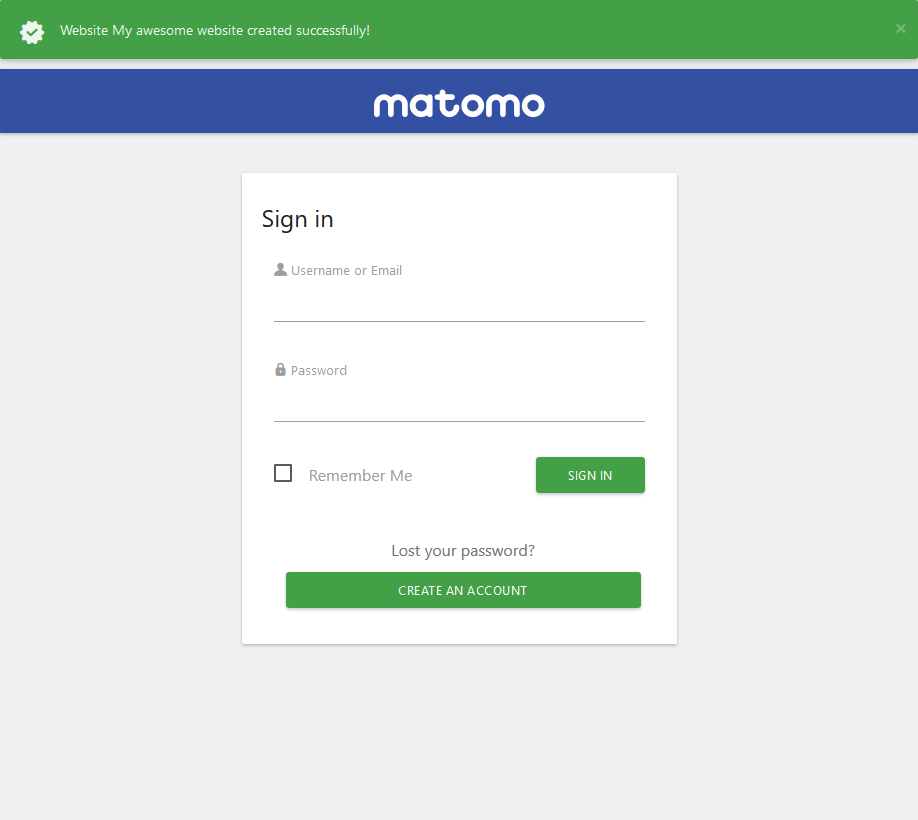 Website My awesome website created successfully!
×
matomo
Sign in
Username or Email
Password
Remember Me
SIGN IN
Lost your password?
CREATE AN ACCOUNT